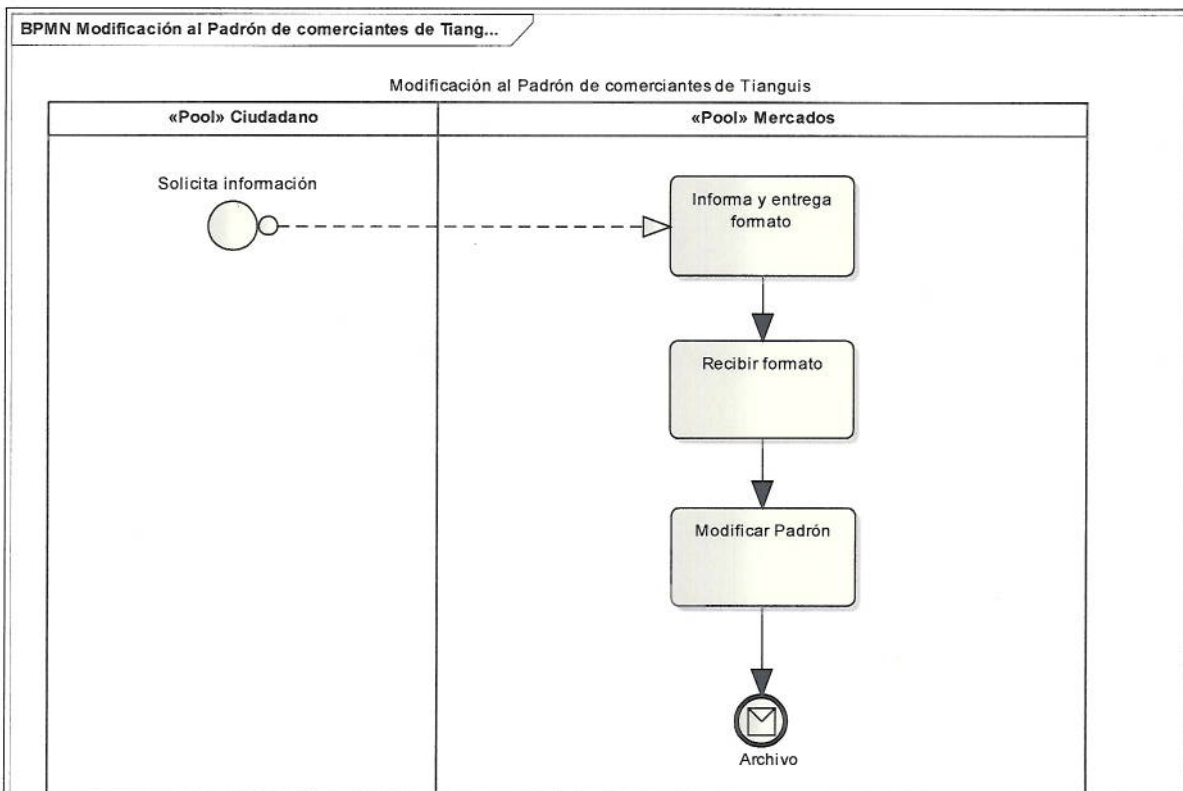 BPMN Modificación al Padrón de comerciantes de Tiang...
Modificación al Padrón de comerciantes de Tianguis
«Pool» Ciudadano
«Pool» Mercados
Solicita información
Informa y entrega
formato
Recibir formato
Modificar Padrón
Archivo